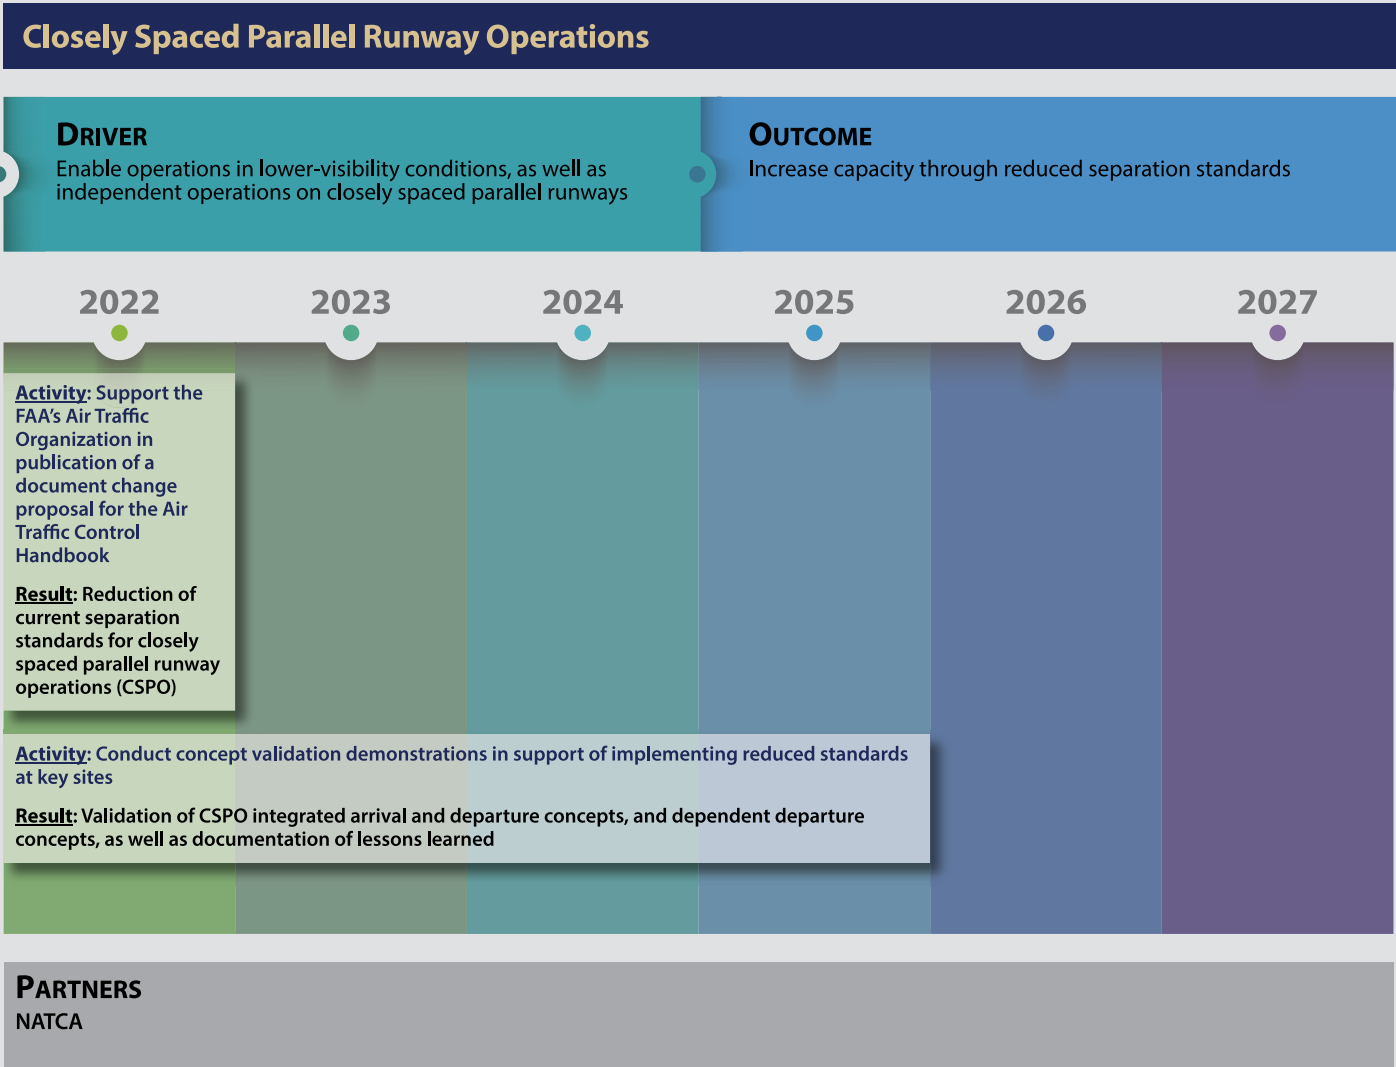 Closely Spaced Parallel Runway Operations
DRIVER
Enable operations in lower-visibility conditions, as well as
independent operations on closely spaced parallel runways
OUTCOME
Increase capacity through reduced separation standards
2022
2023
2024
2025
2026
2027
Activity: Support the
FAA's Air Traffic
Organization in
publication of a
document change
proposal for the Air
Traffic Control
Handbook
Result: Reduction of
current separation
standards for closely
spaced parallel runway
operations (CSPO)
Activity: Conduct concept validation demonstrations in support of implementing reduced standards
at key sites
Result: Validation of CSPO integrated arrival and departure concepts, and dependent departure
concepts, as well as documentation of lessons learned
PARTNERS
NATCA